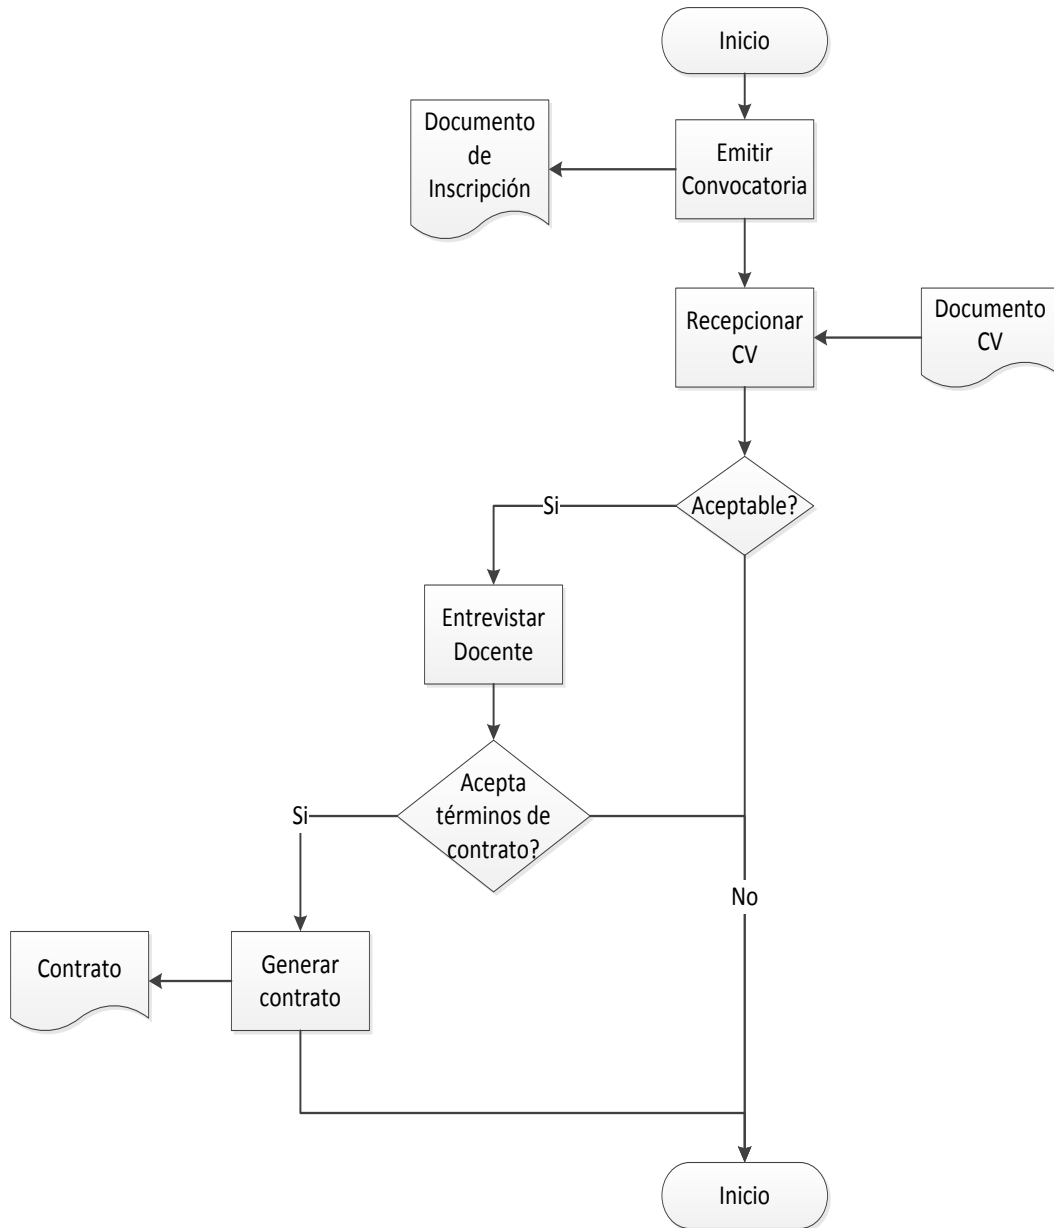 Inicio
Documento
de
Inscripción
Emitir
Convocatoria
Recepcionar
CV
Documento
CV
Aceptable?
Si
Entrevistar
Docente
Acepta
términos de
contrato?
Si
No
Contrato
Generar
contrato
Inicio